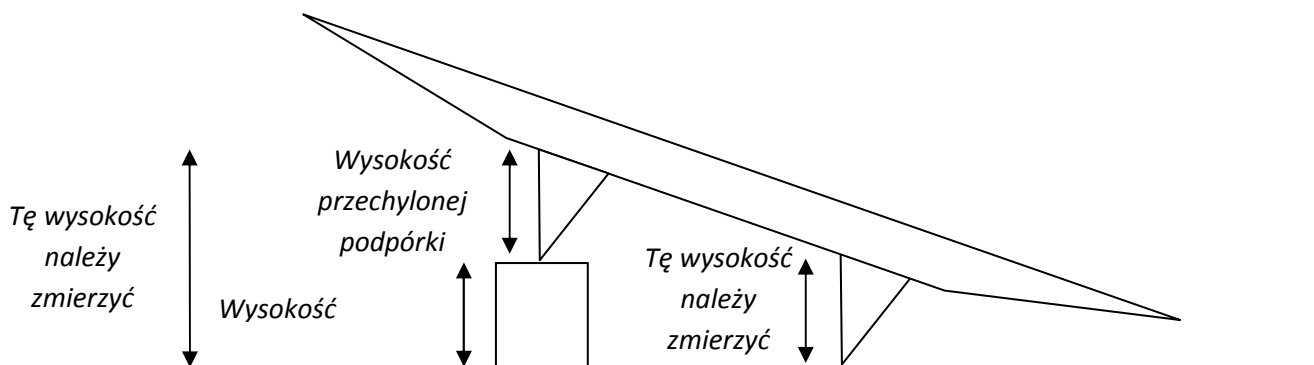 Tę wysokość
należy
zmierzyć
Wysokość
przechylonej
podpórki
Wysokość
Tę wysokość
należy
zmierzyć